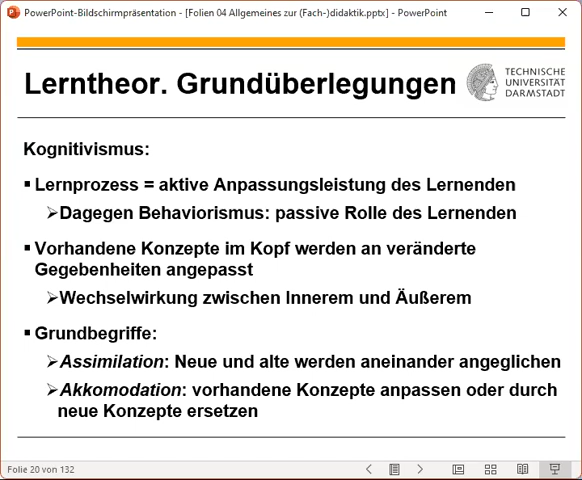 PowerPoint-Bildschirmpräsentation - [Folien 04 Allgemeines zur (Fach-)didaktik.pptx] - PowerPoint
Lerntheor. Grundüberlegungen
TECHNISCHE
UNIVERSITÄT
DARMSTADT
Kognitivismus:
▪ Lernprozess = aktive Anpassungsleistung des Lernenden
➢Dagegen Behaviorismus: passive Rolle des Lernenden
▪ Vorhandene Konzepte im Kopf werden an veränderte
Gegebenheiten angepasst
➢Wechselwirkung zwischen Innerem und Äußerem
▪ Grundbegriffe:
➢Assimilation: Neue und alte werden aneinander angeglichen
➢Akkomodation: vorhandene Konzepte anpassen oder durch
neue Konzepte ersetzen
Folie 20 von 132